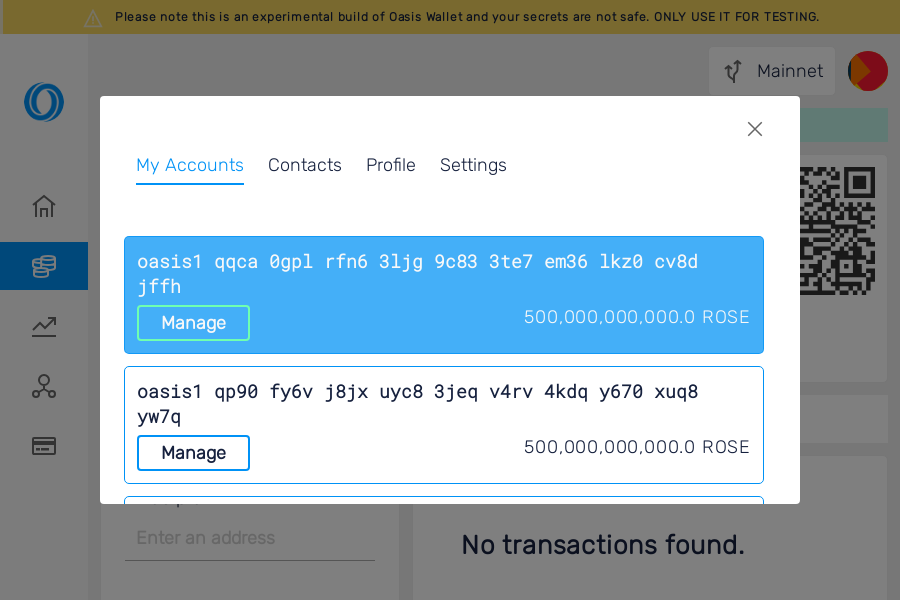 Please note this is an experimental build of Oasis Wallet and your secrets are not safe. ONLY USE IT FOR TESTING.
Mainnet
My Accounts Contacts Profile Settings
oasis1 qqca 0gpl rfn6 3ljg 9c83 3te7 em36 lkz0 cv8d
jffh
Manage 500,000,000,000.0 ROSE
oasis1 qp90 fy6v j8jx uyc8 3jeq v4rv 4kdq y670 xuq8
yw7q
Manage 500,000,000,000.0 ROSE
Enter an address
No transactions found.